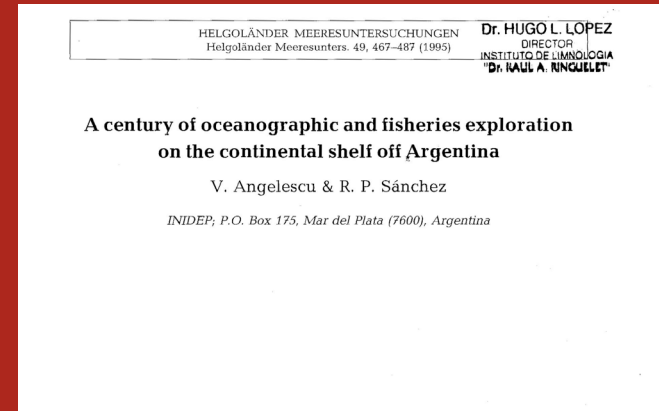 HELGOLÄNDER MEERESUNTERSUCHUNGEN
Helgoländer Meeresunters. 49, 467–487 (1995)
Dr. HUGO L. LOPEZ
DIRECTOR
INSTITUTO DE LIMNOLOGIA
"Dr. RAUL A. RINGUELET"
A century of oceanographic and fisheries exploration
on the continental shelf off Argentina
V. Angelescu & R. P. Sánchez
INIDEP; P.O. Box 175, Mar del Plata (7600), Argentina